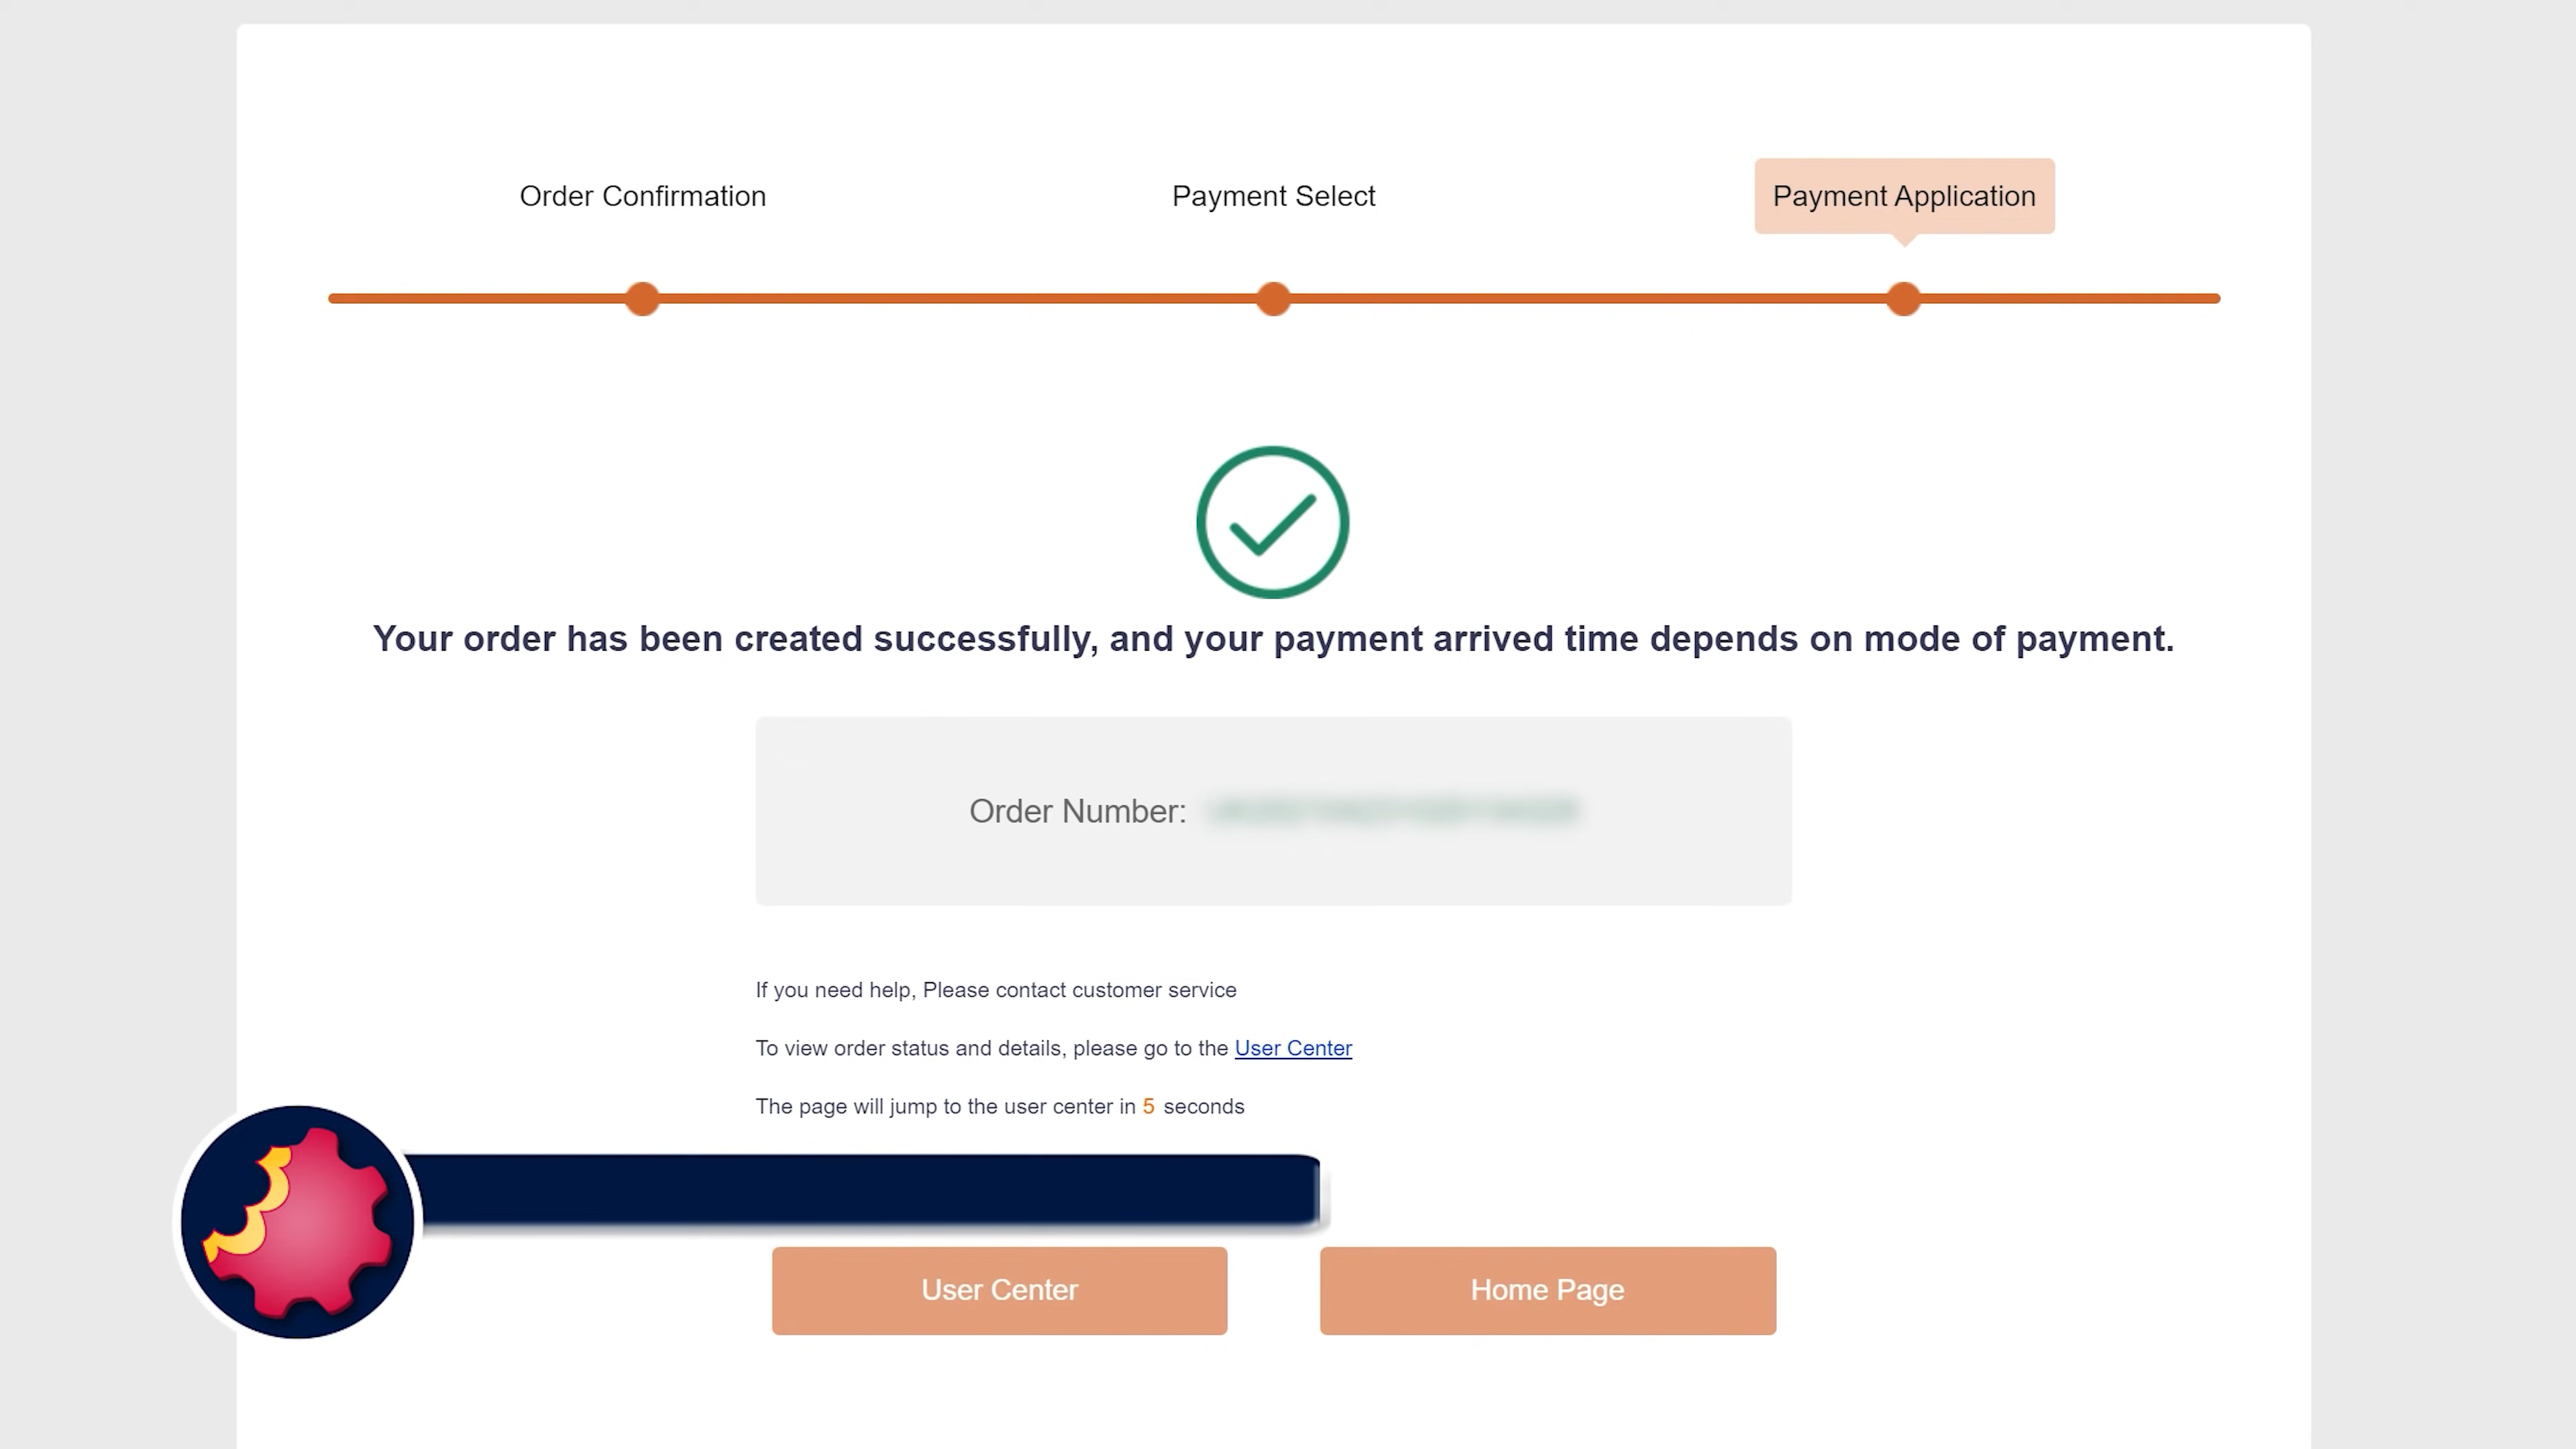 Order Confirmation
Payment Select
Payment Application
Your order has been created successfully, and your payment arrived time depends on mode of payment.
Order Number:
If you need help, Please contact customer service
To view order status and details, please go to the User Center
The page will jump to the user center in 5 seconds
User Center
Home Page